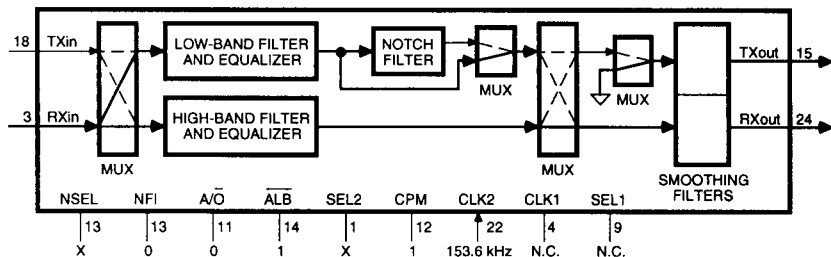 18 TXin
LOW-BAND FILTER
AND EQUALIZER
NOTCH
FILTER
MUX
MUX
TXout 15
3 RXin
HIGH-BAND FILTER
AND EQUALIZER
RXout 24
MUX
MUX
SMOOTHING
FILTERS
NSEL NFI A/O̅ A̅L̅B̅ SEL2 CPM CLK2 CLK1 SEL1
13 13 11 14 1 12 22 4 9
X 0 0 1 X 1 153.6 kHz N.C. N.C.